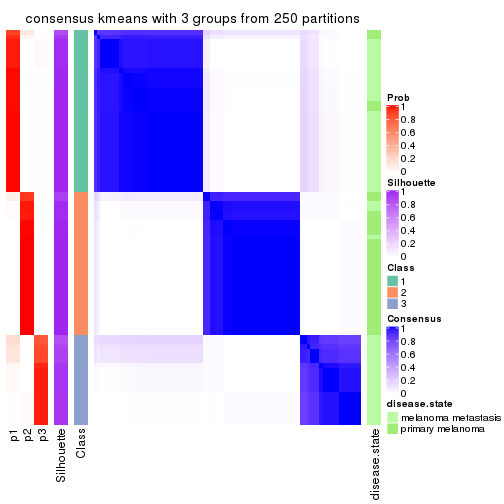 consensus kmeans with 3 groups from 250 partitions
Prob
1
0.8
0.6
0.4
0.2
0
Silhouette
1
0.8
0.6
0.4
0.2
0
Class
1
2
3
Consensus
1
0.8
0.6
0.4
0.2
0
disease.state
melanoma metastasis
primary melanoma
p1
p2
p3
Silhouette
Class
disease.state